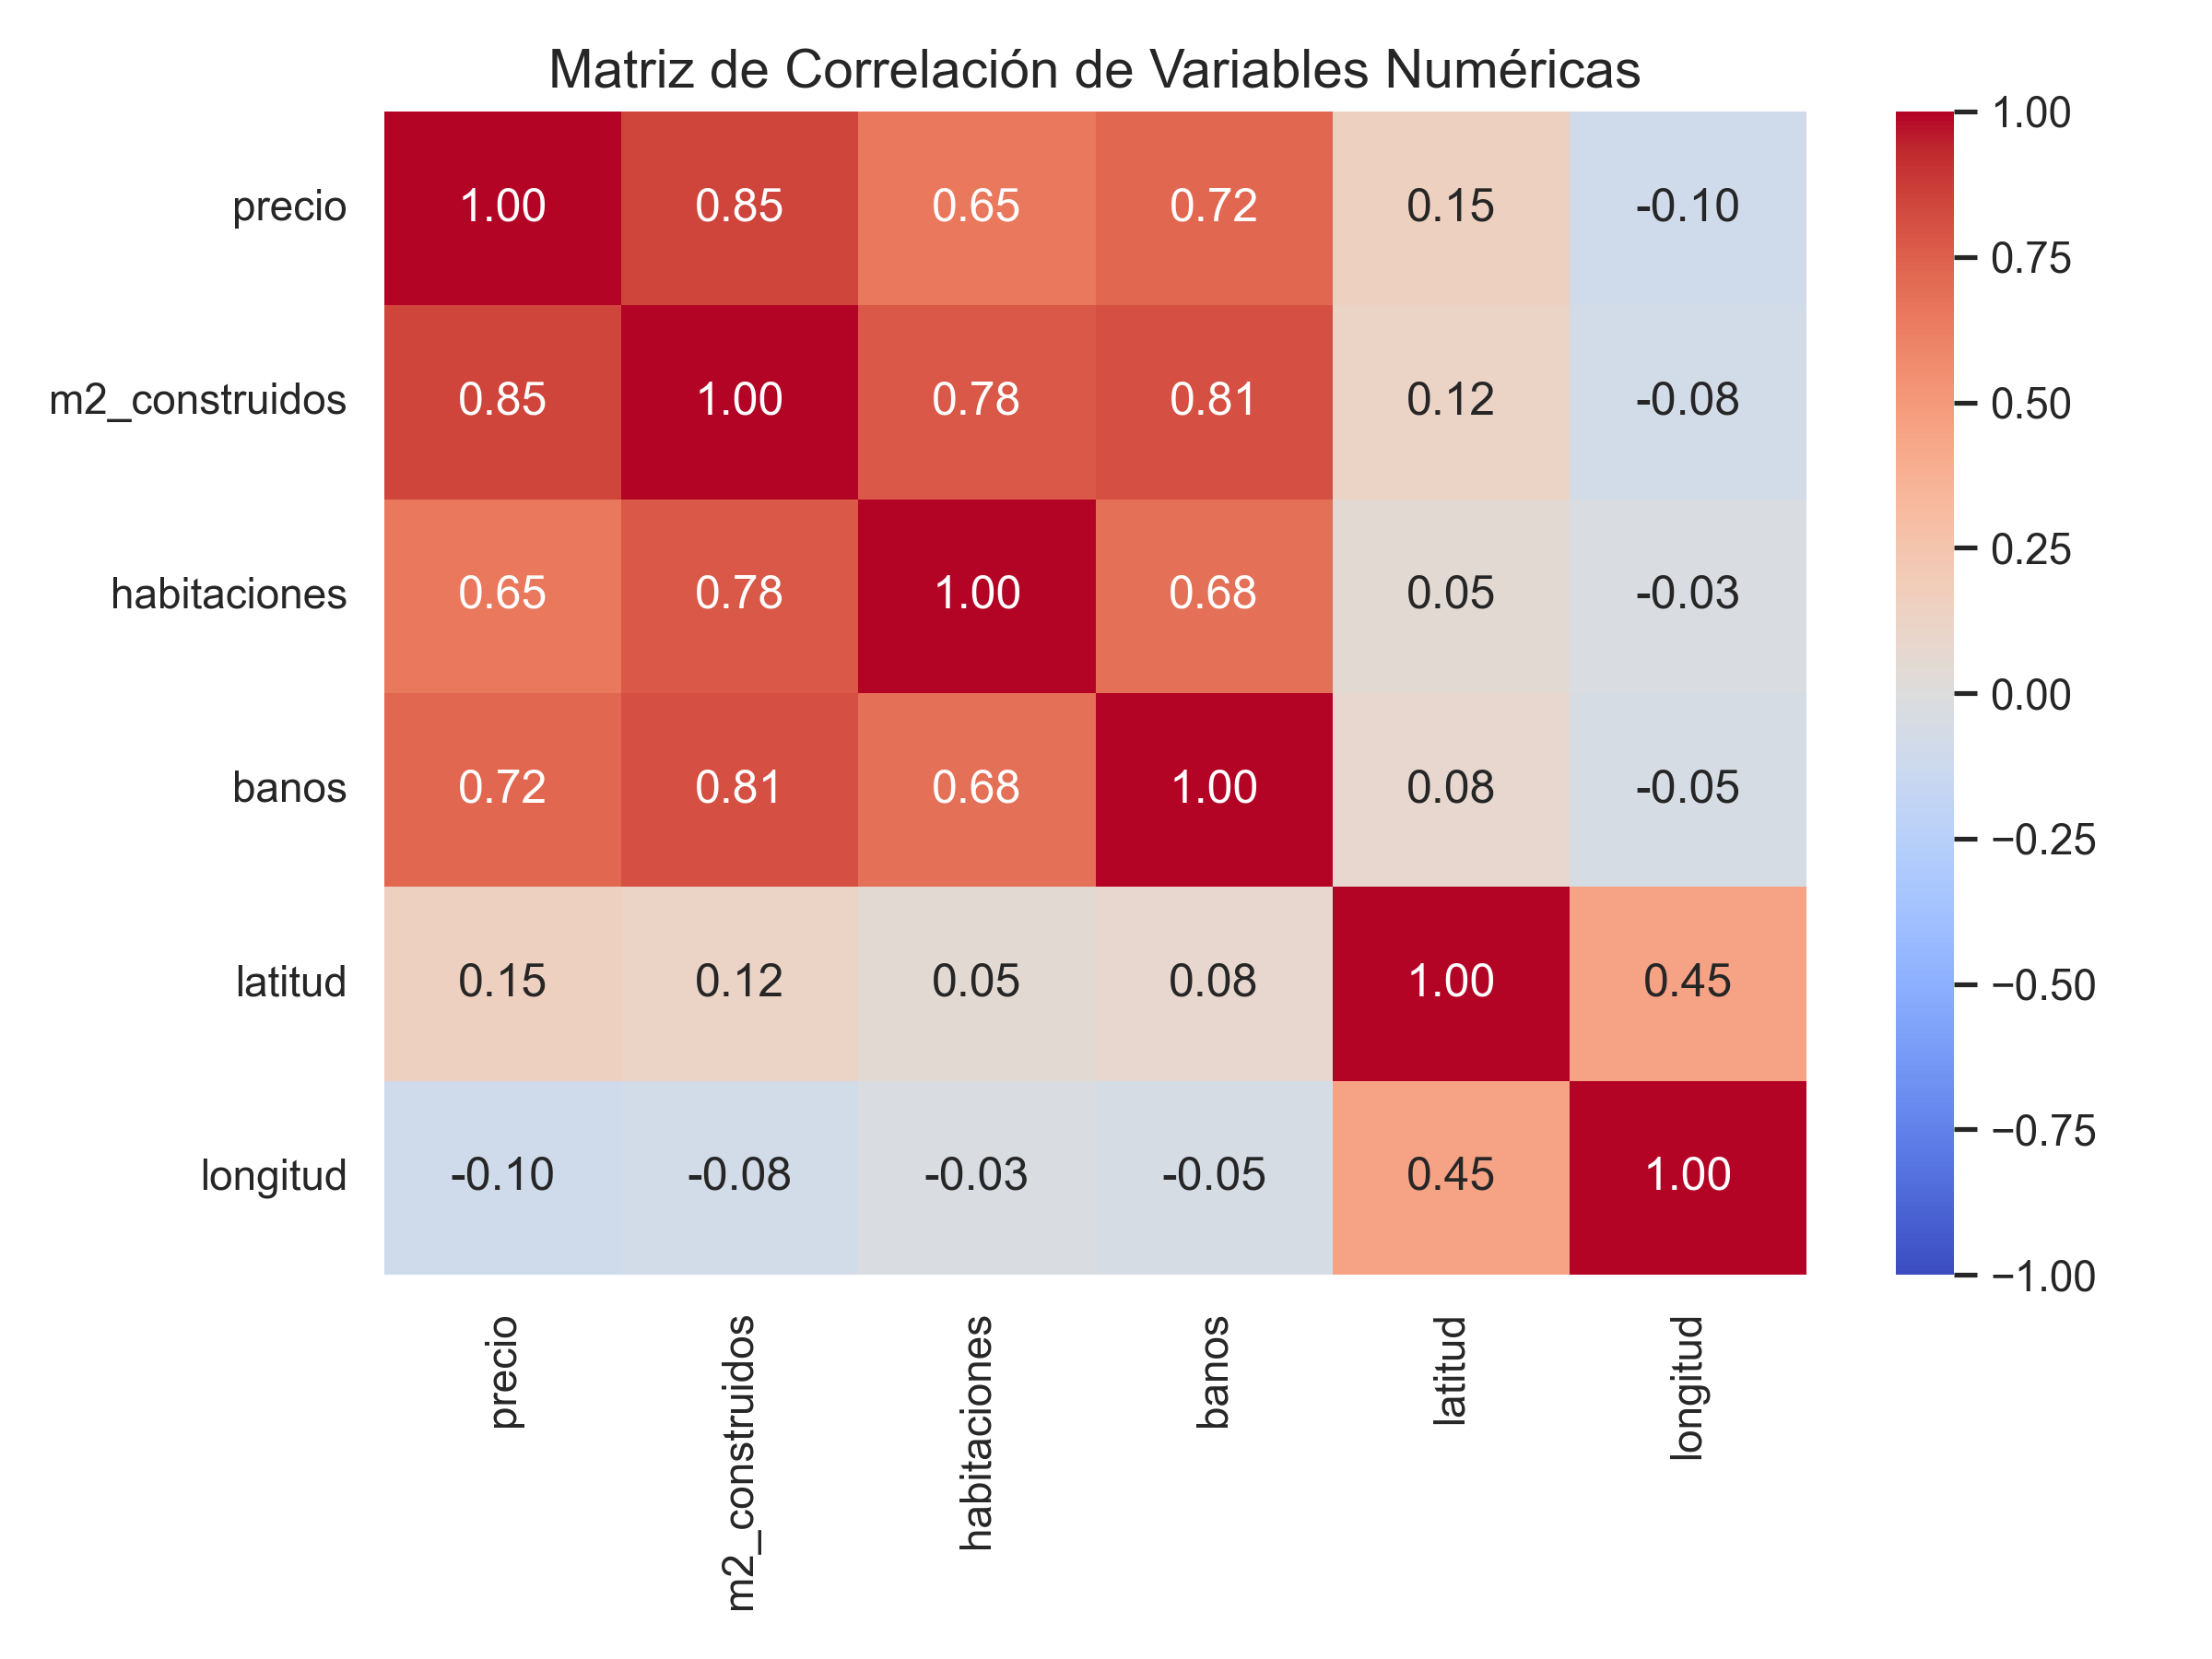 Matriz de Correlación de Variables Numéricas
precio 1.00 0.85 0.65 0.72 0.15 -0.10
m2_construidos 0.85 1.00 0.78 0.81 0.12 -0.08
habitaciones 0.65 0.78 1.00 0.68 0.05 -0.03
banos 0.72 0.81 0.68 1.00 0.08 -0.05
latitud 0.15 0.12 0.05 0.08 1.00 0.45
longitud -0.10 -0.08 -0.03 -0.05 0.45 1.00
precio m2_construidos habitaciones banos latitud longitud
1.00
0.75
0.50
0.25
0.00
−0.25
−0.50
−0.75
−1.00